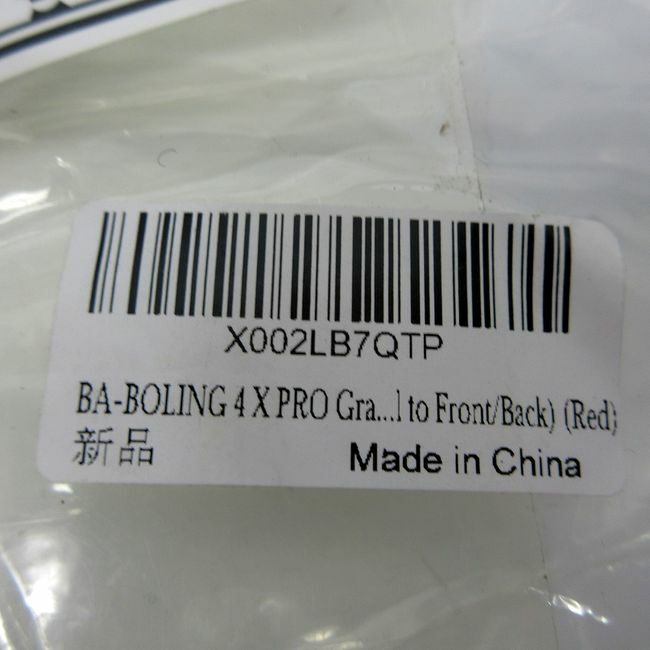 X002LB7QTP
BA-BOLING 4 X PRO Gra...l to Front/Back) (Red)
新品
Made in China